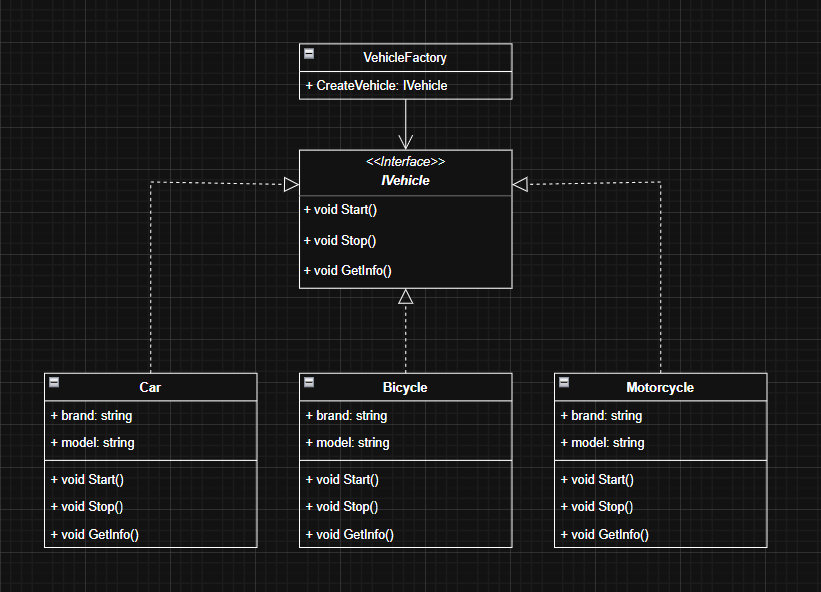 VehicleFactory
+ CreateVehicle: IVehicle
<<Interface>>
IVehicle
+ void Start()
+ void Stop()
+ void GetInfo()
Car
+ brand: string
+ model: string
+ void Start()
+ void Stop()
+ void GetInfo()
Bicycle
+ brand: string
+ model: string
+ void Start()
+ void Stop()
+ void GetInfo()
Motorcycle
+ brand: string
+ model: string
+ void Start()
+ void Stop()
+ void GetInfo()